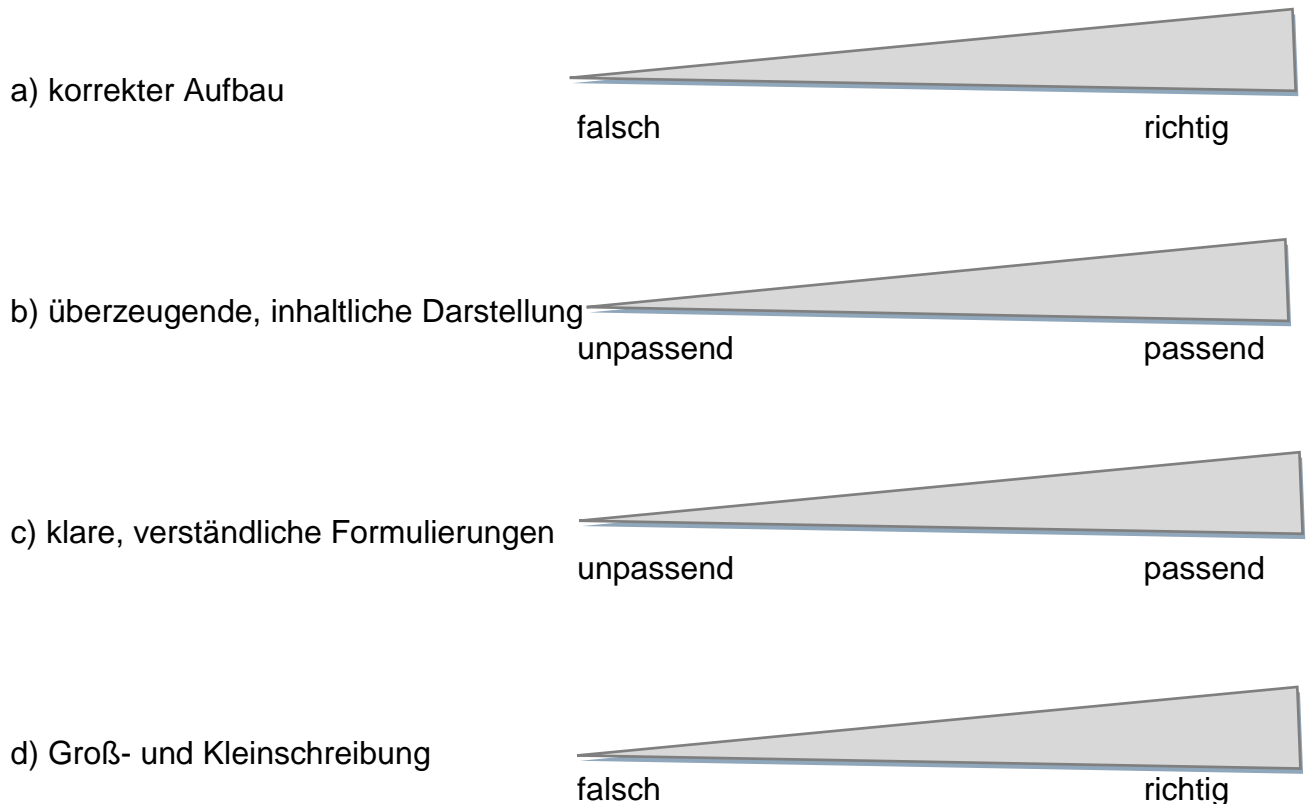 a) korrekter Aufbau
falsch richtig
b) überzeugende, inhaltliche Darstellung
unpassend passend
c) klare, verständliche Formulierungen
unpassend passend
d) Groß- und Kleinschreibung
falsch richtig